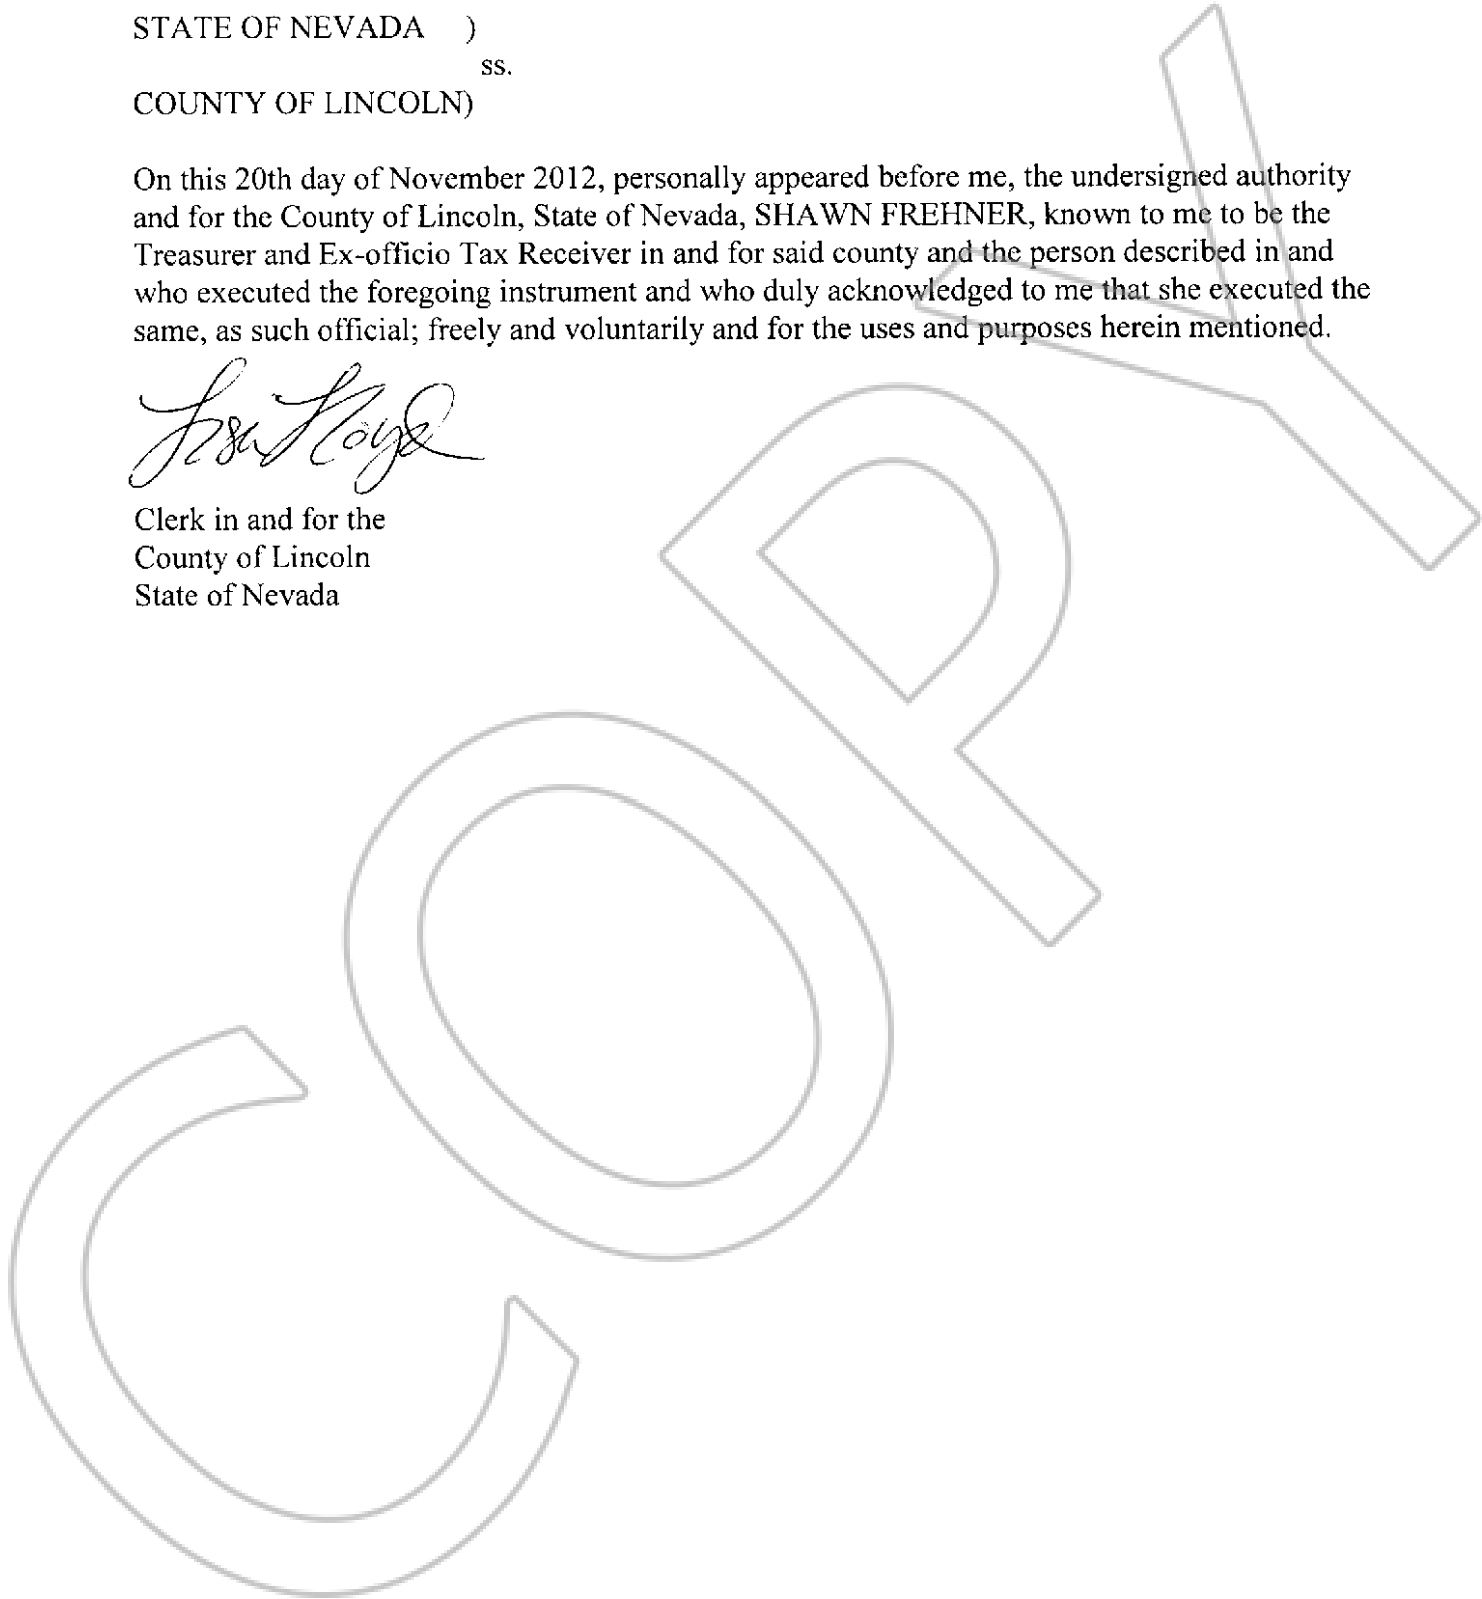 STATE OF NEVADA )
ss.
COUNTY OF LINCOLN)
On this 20th day of November 2012, personally appeared before me, the undersigned authority
and for the County of Lincoln, State of Nevada, SHAWN FREHNER, known to me to be the
Treasurer and Ex-officio Tax Receiver in and for said county and the person described in and
who executed the foregoing instrument and who duly acknowledged to me that she executed the
same, as such official; freely and voluntarily and for the uses and purposes herein mentioned.
Lisa Lloyd
Clerk in and for the
County of Lincoln
State of Nevada
COPY